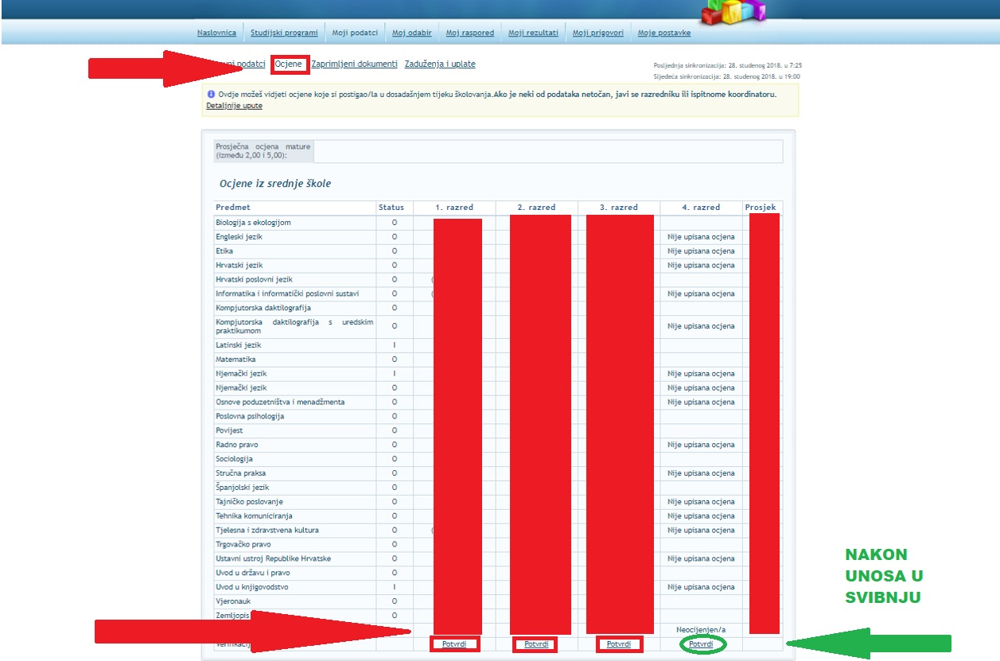 Naslovnica Studijski programi Moji podatci Moj odabir Moj raspored Moji rezultati Moji prigovori Moje postavke
podatci Ocjene Zaprimljeni dokumenti Zaduženja i uplate
Posljednja sinkronizacija: 28. studenog 2018. u 7:25
Sljedeća sinkronizacija: 28. studenog 2018. u 19:00
Ovdje možeš vidjeti ocjene koje si postigao/la u dosadašnjem tijeku školovanja.Ako je neki od podataka netočan, javi se razredniku ili ispitnome koordinatoru.
Detaljnije upute
Prosječna ocjena mature
(između 2,00 i 5,00):
Ocjene iz srednje škole
Predmet Status 1. razred 2. razred 3. razred 4. razred Prosjek
Biologija s ekologijom O
Engleski jezik O Nije upisana ocjena
Etika O Nije upisana ocjena
Hrvatski jezik O Nije upisana ocjena
Hrvatski poslovni jezik O (
Informatika i informatički poslovni sustavi O ( Nije upisana ocjena
Kompjutorska daktilografija O
Kompjutorska daktilografija s uredskim
praktikumom O Nije upisana ocjena
Latinski jezik I
Matematika O
Njemački jezik I Nije upisana ocjena
Njemački jezik O Nije upisana ocjena
Osnove poduzetništva i menadžmenta O Nije upisana ocjena
Poslovna psihologija O
Povijest O
Radno pravo O Nije upisana ocjena
Sociologija O
Stručna praksa O Nije upisana ocjena
Španjolski jezik O
Tajničko poslovanje O Nije upisana ocjena
Tehnika komuniciranja O Nije upisana ocjena
Tjelesna i zdravstvena kultura O ( Nije upisana ocjena
Trgovačko pravo O
Ustavni ustroj Republike Hrvatske O Nije upisana ocjena
Uvod u državu i pravo O
Uvod u knjigovodstvo I Nije upisana ocjena
Vjeronauk O
Zemljopis O
Neocijenjen/a
Potvrdi Potvrdi Potvrdi Potvrdi
NAKON
UNOSA U
SVIBNJU